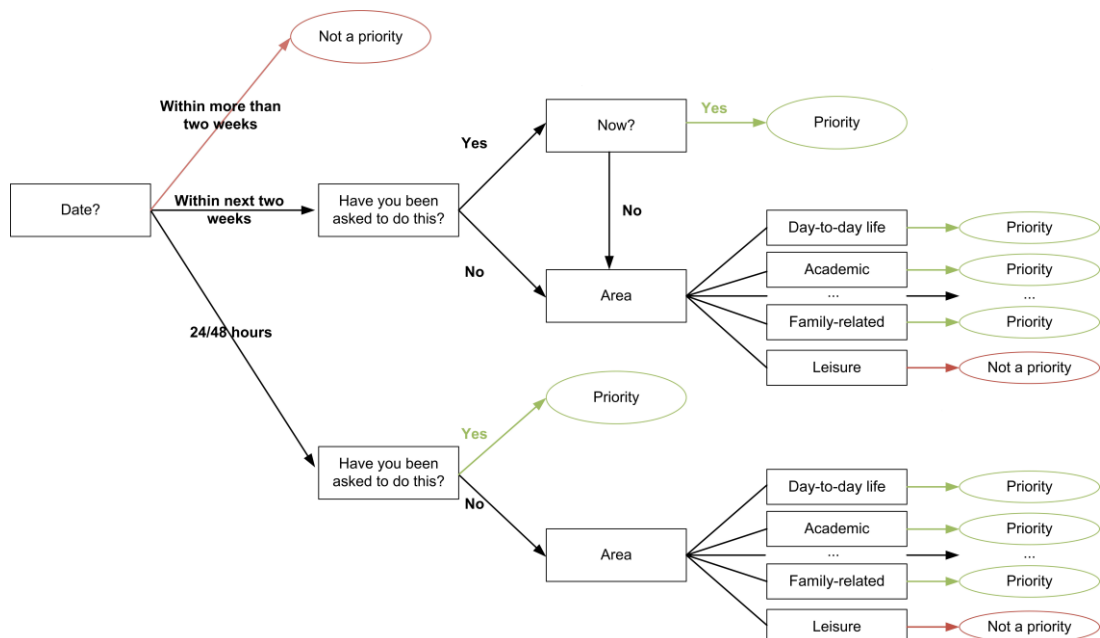 Not a priority
Within more than
two weeks
Now?
Yes
Priority
Yes
Date?
Within next two
weeks
Have you been
asked to do this?
No
No
Area
Day-to-day life
Priority
Academic
Priority
...
...
Family-related
Priority
Leisure
Not a priority
24/48 hours
Have you been
asked to do this?
Yes
Priority
No
Area
Day-to-day life
Priority
Academic
Priority
...
...
Family-related
Priority
Leisure
Not a priority